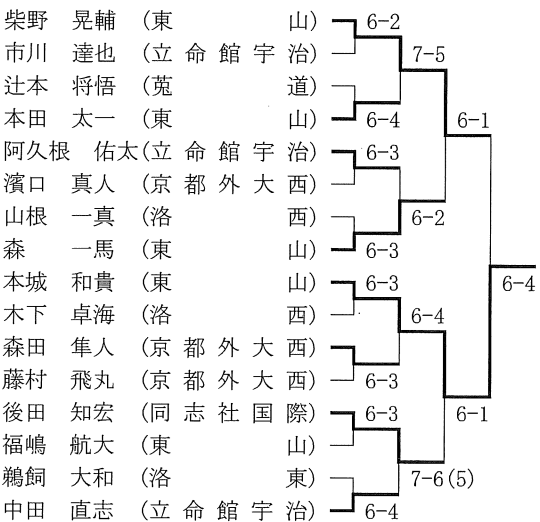 柴野 晃輔 (東山) 6-2
市川 達也 (立命館宇治) 7-5
辻本 将悟 (莵道)
本田 太一 (東山) 6-4 6-1
阿久根 佑太 (立命館宇治) 6-3
濱口 真人 (京都外大西)
山根 一真 (洛西) 6-2
森 一馬 (東山) 6-3
本城 和貴 (東山) 6-3 6-4
木下 卓海 (洛西) 6-4
森田 隼人 (京都外大西)
藤村 飛丸 (京都外大西) 6-3
後田 知宏 (同志社国際) 6-3 6-1
福嶋 航大 (東山)
鵜飼 大和 (洛東) 7-6(5)
中田 直志 (立命館宇治) 6-4